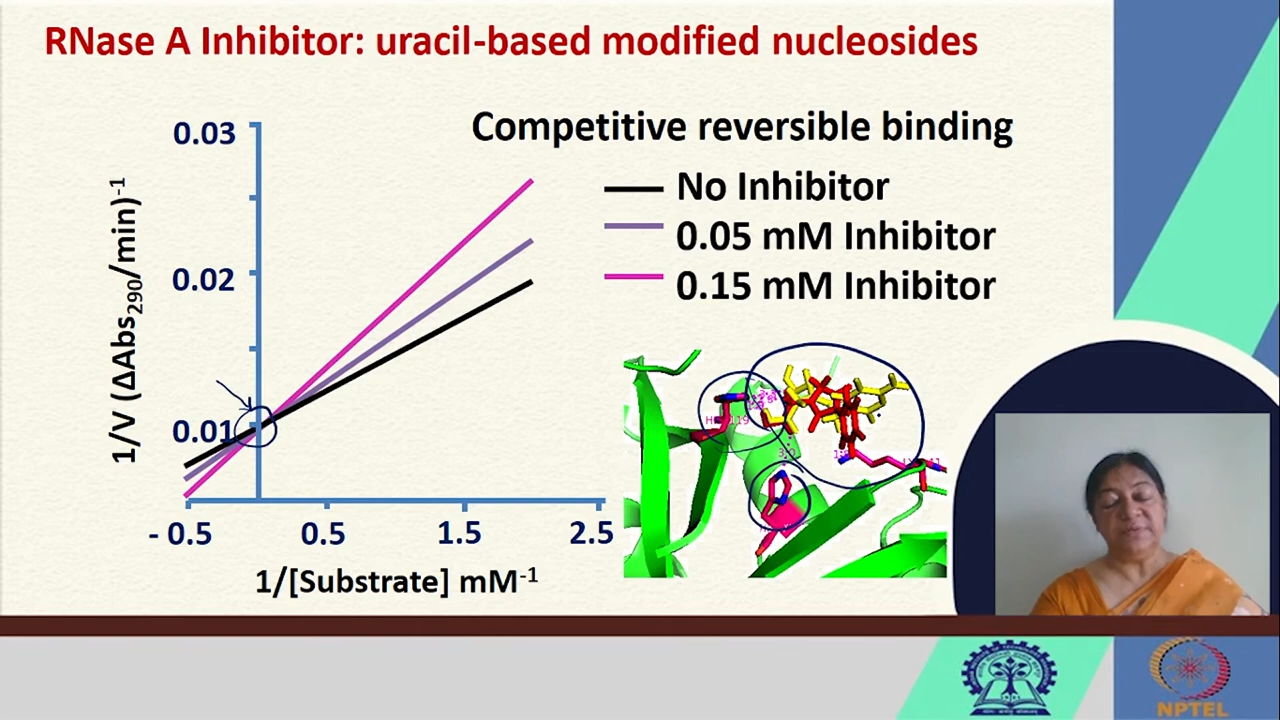 RNase A Inhibitor: uracil-based modified nucleosides
Competitive reversible binding
No Inhibitor
0.05 mM Inhibitor
0.15 mM Inhibitor
1/V (ΔAbs290/min)-1
0.03
0.02
0.01
- 0.5
0.5
1.5
2.5
1/[Substrate] mM-1
NPTEL